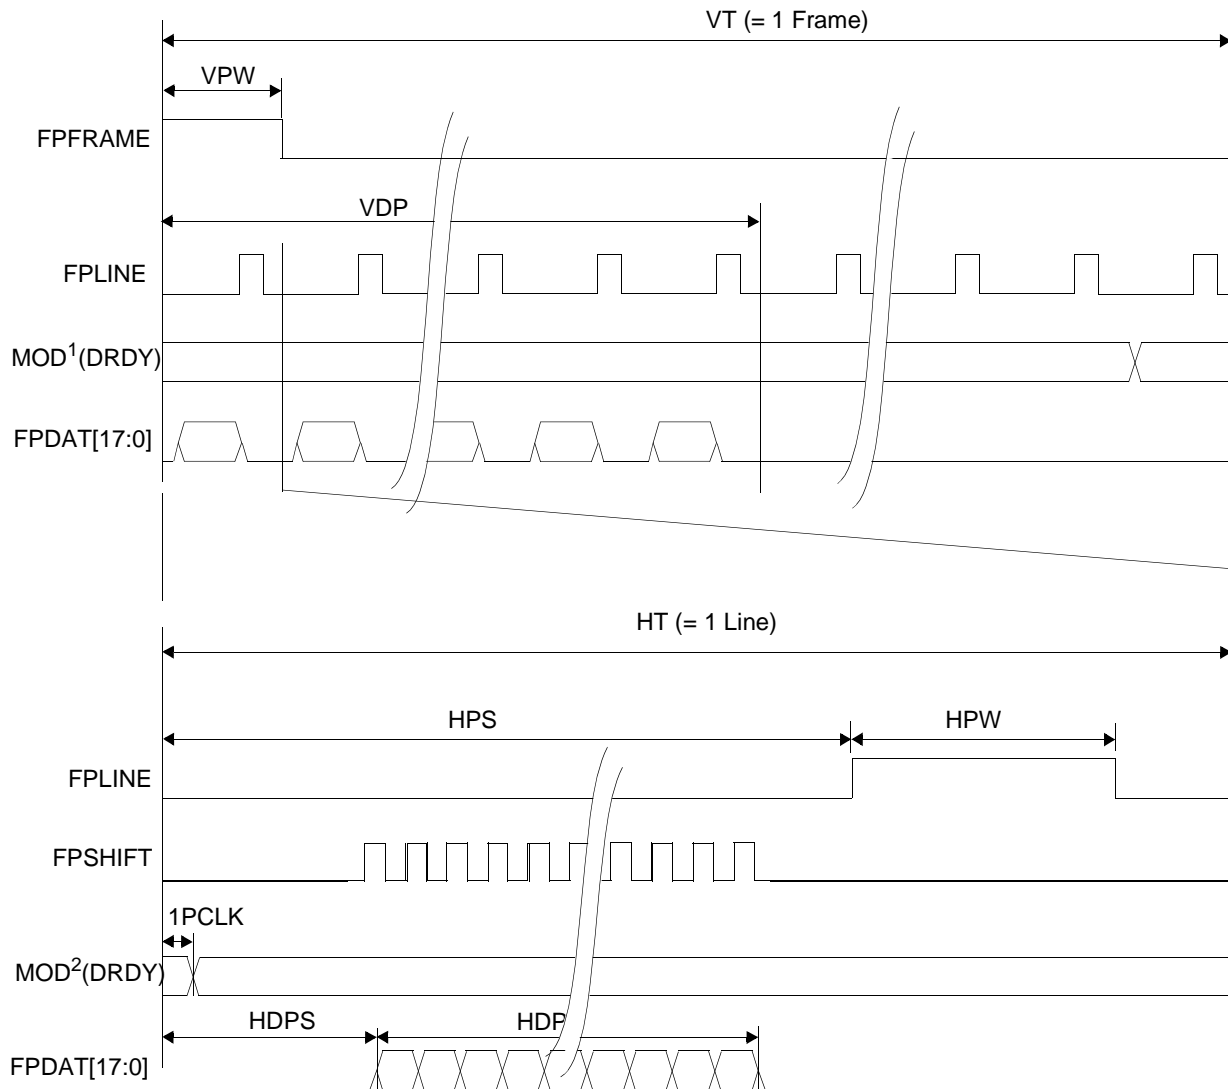 VT (= 1 Frame)
VPW
FPFRAME
VDP
FPLINE
MOD1(DRDY)
FPDAT[17:0]
HT (= 1 Line)
HPS
HPW
FPLINE
FPSHIFT
1PCLK
MOD2(DRDY)
HDPS
HDP
FPDAT[17:0]